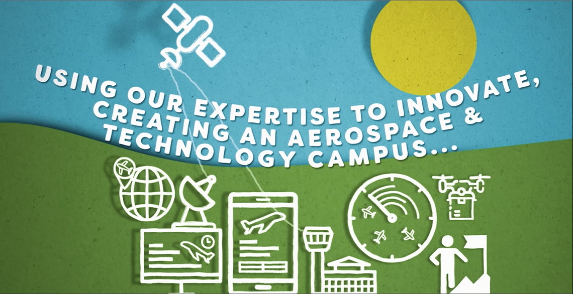 USING OUR EXPERTISE TO INNOVATE,
CREATING AN AEROSPACE &
TECHNOLOGY CAMPUS...